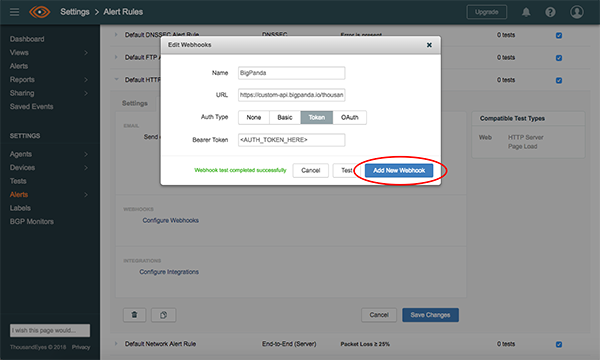 Settings > Alert Rules
Upgrade
Dashboard
Views
Alerts
Reports
Sharing
Saved Events
SETTINGS
Agents
Devices
Tests
Alerts
Labels
BGP Monitors
I wish this page would...
ThousandEyes © 2018 Privacy
Default DNSSEC Alert Rule DNSSEC Error is present 0 tests
Default FTP A 0 tests
Default HTTP 0 tests
Settings
EMAIL
Send
Edit Webhooks
Name BigPanda
URL https://custom-api.bigpanda.io/thousan
Auth Type None Basic Token OAuth
Bearer Token <AUTH_TOKEN_HERE>
Webhook test completed successfully Cancel Test Add New Webhook
Compatible Test Types
Web HTTP Server
Page Load
WEBHOOKS
Configure Webhooks
INTEGRATIONS
Configure Integrations
Cancel Save Changes
Default Network Alert Rule End-to-End (Server) Packet Loss ≥ 25% 0 tests